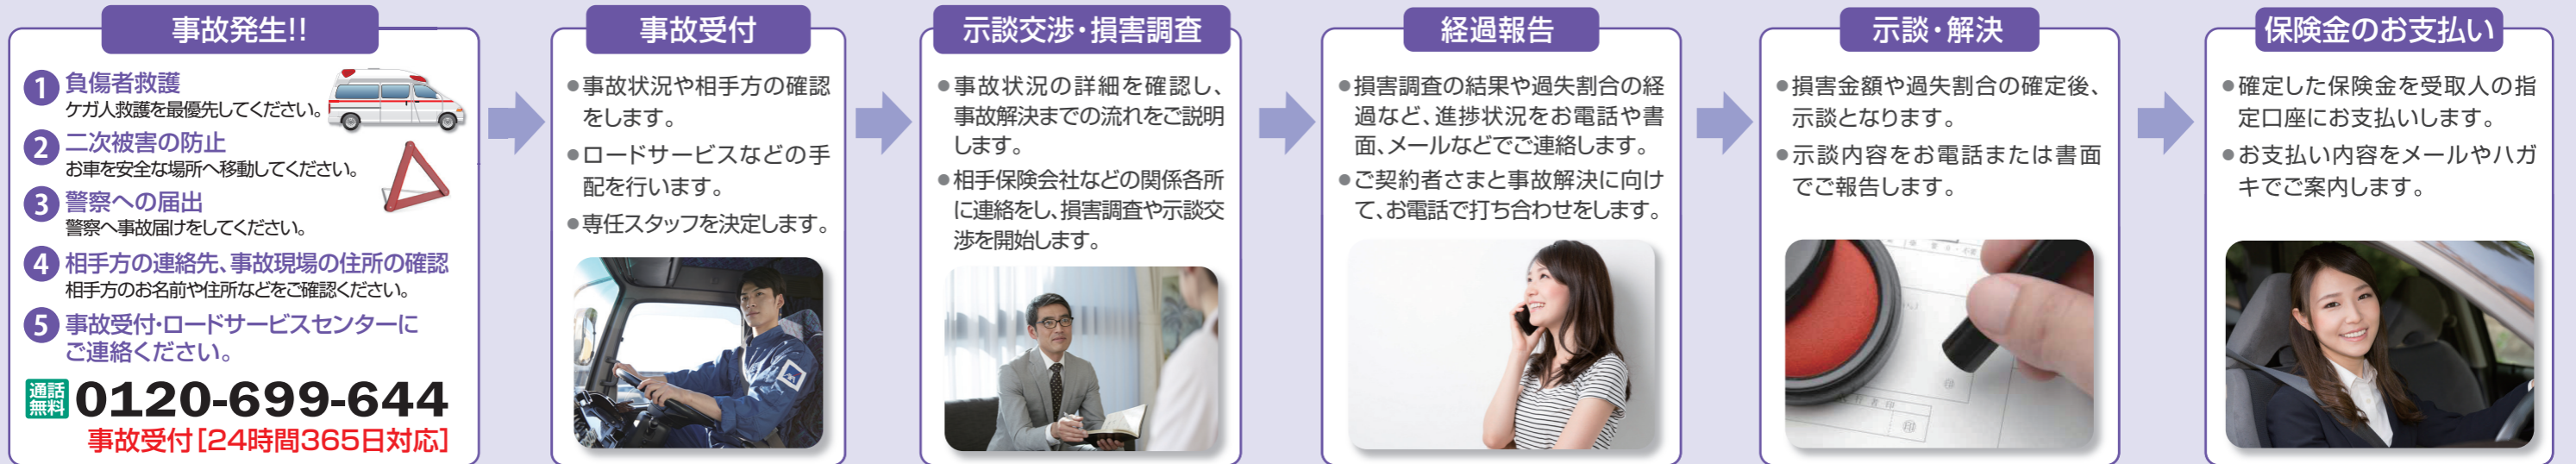 事故発生!!
1 負傷者救護
ケガ人救護を最優先してください。
2 二次被害の防止
お車を安全な場所へ移動してください。
3 警察への届出
警察へ事故届けをしてください。
4 相手方の連絡先、事故現場の住所の確認
相手方のお名前や住所などをご確認ください。
5 事故受付・ロードサービスセンターに
ご連絡ください。
通話
無料
0120-699-644
事故受付[24時間365日対応]
事故受付
●事故状況や相手方の確認
をします。
●ロードサービスなどの手
配を行います。
●専任スタッフを決定します。
AXA
示談交渉・損害調査
●事故状況の詳細を確認し、
事故解決までの流れをご説明
します。
●相手保険会社などの関係各所
に連絡をし、損害調査や示談交
渉を開始します。
経過報告
●損害調査の結果や過失割合の経
過など、進捗状況をお電話や書
面、メールなどでご連絡します。
●ご契約者さまと事故解決に向け
て、お電話で打ち合わせをします。
示談・解決
●損害金額や過失割合の確定後、
示談となります。
●示談内容をお電話または書面
でご報告します。
印
印
保険金のお支払い
●確定した保険金を受取人の指
定口座にお支払いします。
●お支払い内容をメールやハガ
キでご案内します。